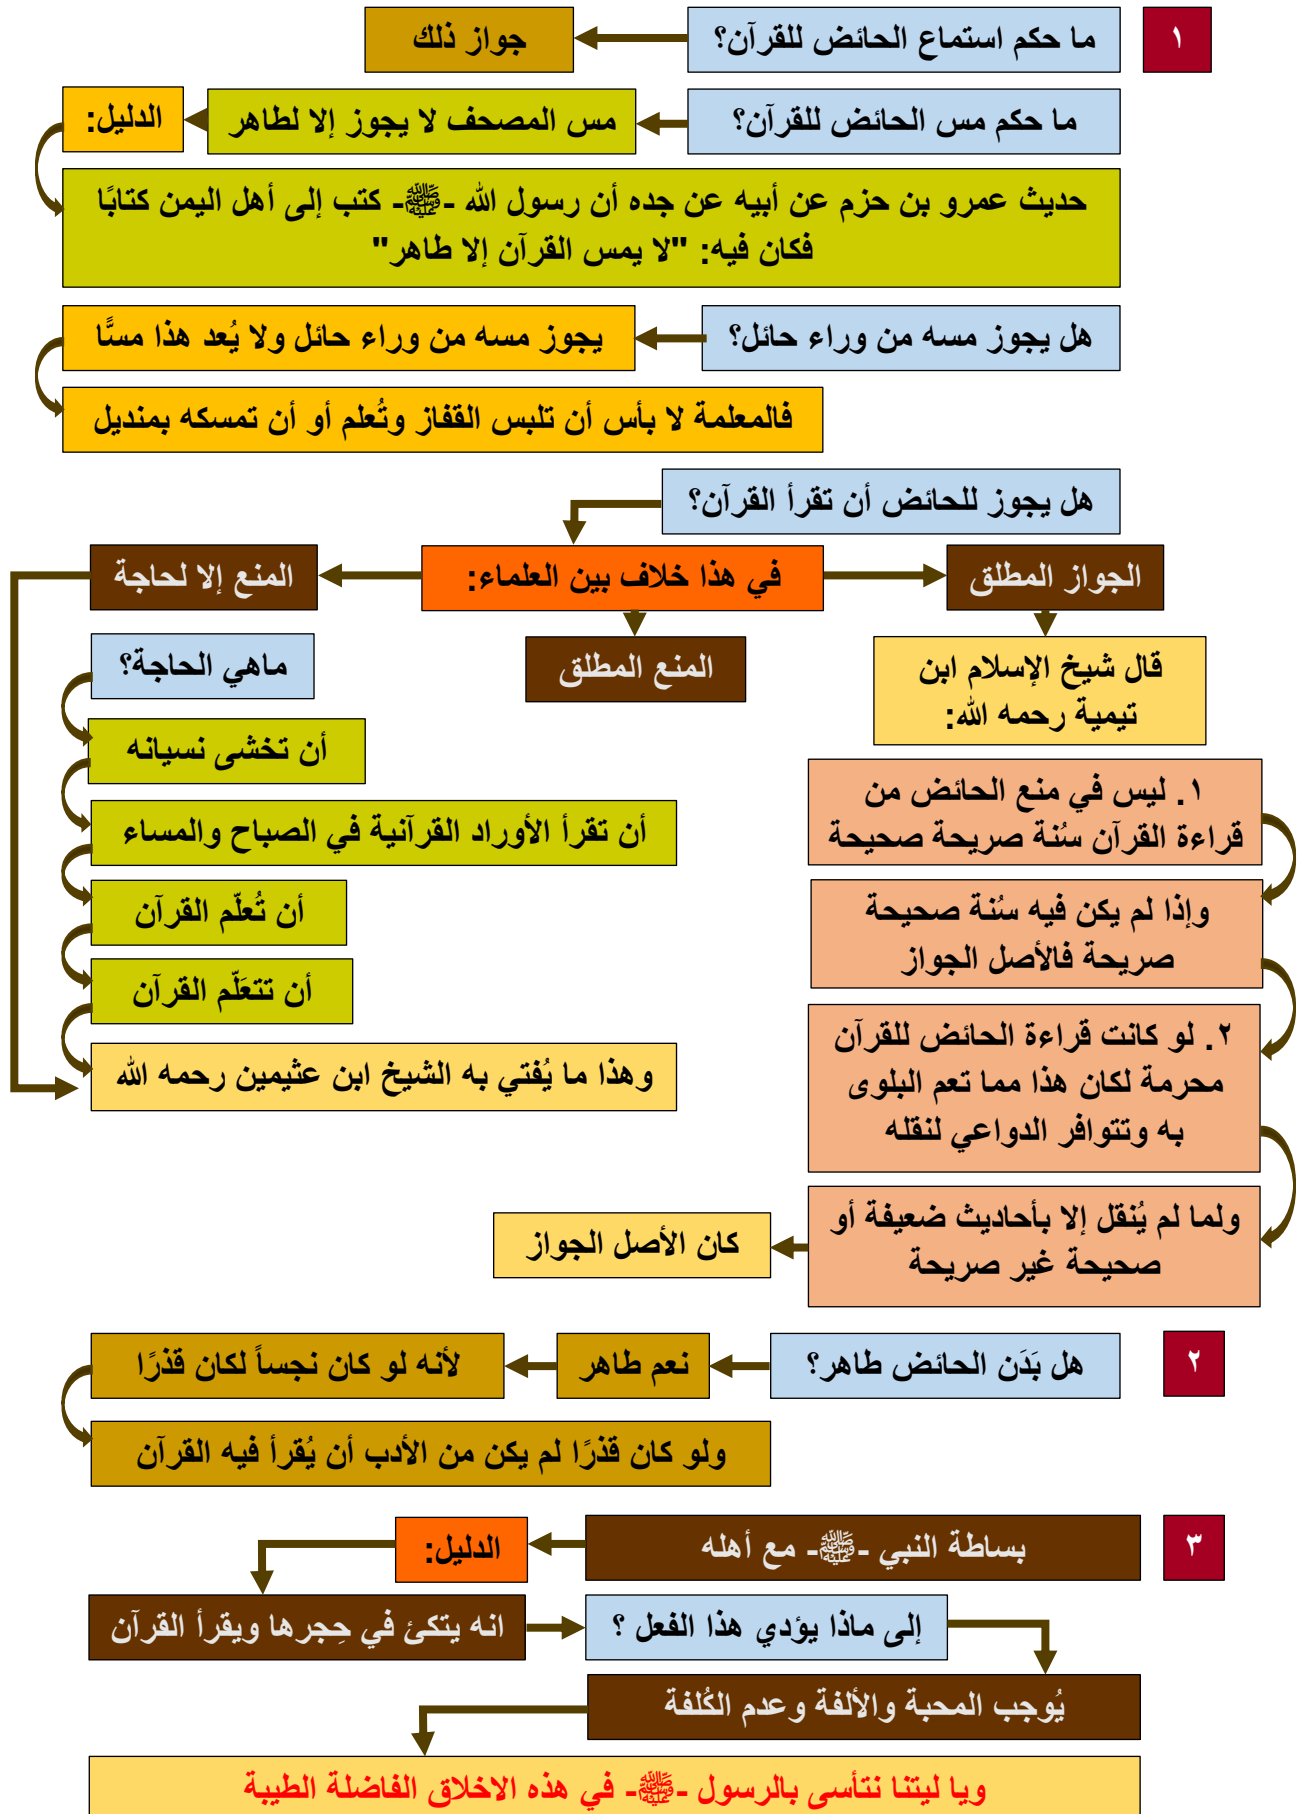 ١
ما حكم استماع الحائض للقرآن؟
جواز ذلك
ما حكم مس الحائض للقرآن؟
مس المصحف لا يجوز إلا لطاهر
الدليل:
حديث عمرو بن حزم عن أبيه عن جده أن رسول الله -ﷺ- كتب إلى أهل اليمن كتابًا
فكان فيه: "لا يمس القرآن إلا طاهر"
هل يجوز مسه من وراء حائل؟
يجوز مسه من وراء حائل ولا يُعد هذا مسًّا
فالمعلمة لا بأس أن تلبس القفاز وتُعلم أو أن تمسكه بمنديل
هل يجوز للحائض أن تقرأ القرآن؟
في هذا خلاف بين العلماء:
الجواز المطلق
قال شيخ الإسلام ابن
تيمية رحمه الله:
١. ليس في منع الحائض من
قراءة القرآن سُنة صريحة صحيحة
وإذا لم يكن فيه سُنة صحيحة
صريحة فالأصل الجواز
٢. لو كانت قراءة الحائض للقرآن
محرمة لكان هذا مما تعم البلوى
به وتتوافر الدواعي لنقله
ولما لم يُنقل إلا بأحاديث ضعيفة أو
صحيحة غير صريحة
كان الأصل الجواز
المنع المطلق
المنع إلا لحاجة
ماهي الحاجة؟
أن تخشى نسيانه
أن تقرأ الأوراد القرآنية في الصباح والمساء
أن تُعلّم القرآن
أن تتعَلّم القرآن
وهذا ما يُفتي به الشيخ ابن عثيمين رحمه الله
٢
هل بَدَن الحائض طاهر؟
نعم طاهر
لأنه لو كان نجساً لكان قذرًا
ولو كان قذرًا لم يكن من الأدب أن يُقرأ فيه القرآن
٣
بساطة النبي -ﷺ- مع أهله
الدليل:
انه يتكئ في حِجرها ويقرأ القرآن
إلى ماذا يؤدي هذا الفعل ؟
يُوجب المحبة والألفة وعدم الكُلفة
ويا ليتنا نتأسى بالرسول -ﷺ- في هذه الاخلاق الفاضلة الطيبة